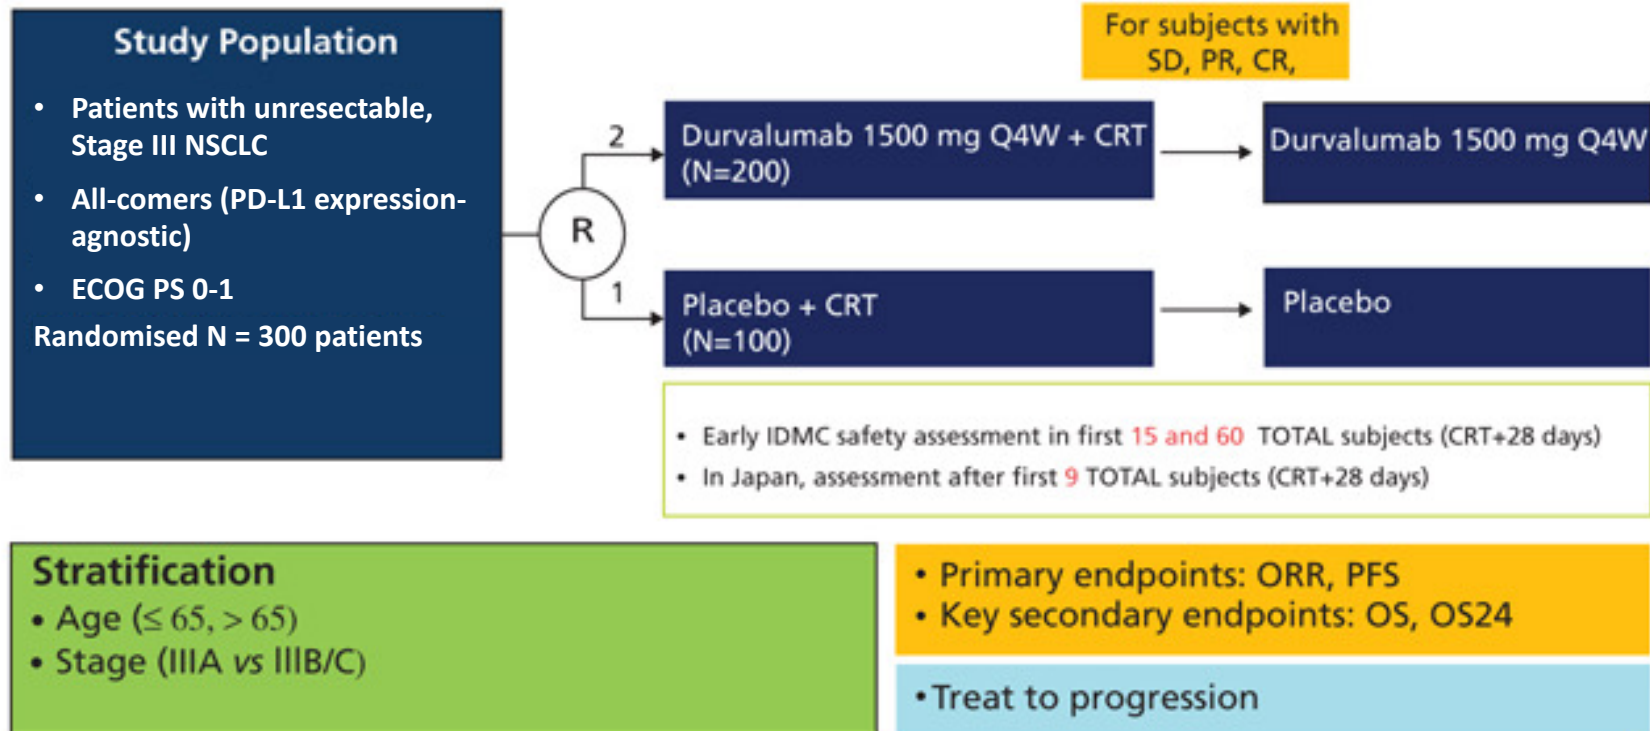 Study Population
• Patients with unresectable,
Stage III NSCLC
• All-comers (PD-L1 expression-
agnostic)
• ECOG PS 0-1
Randomised N = 300 patients
R
2
1
For subjects with
SD, PR, CR,
Durvalumab 1500 mg Q4W + CRT
(N=200)
Durvalumab 1500 mg Q4W
Placebo + CRT
(N=100)
Placebo
• Early IDMC safety assessment in first 15 and 60 TOTAL subjects (CRT+28 days)
• In Japan, assessment after first 9 TOTAL subjects (CRT+28 days)
Stratification
• Age (≤ 65, > 65)
• Stage (IIIA vs IIIB/C)
• Primary endpoints: ORR, PFS
• Key secondary endpoints: OS, OS24
• Treat to progression